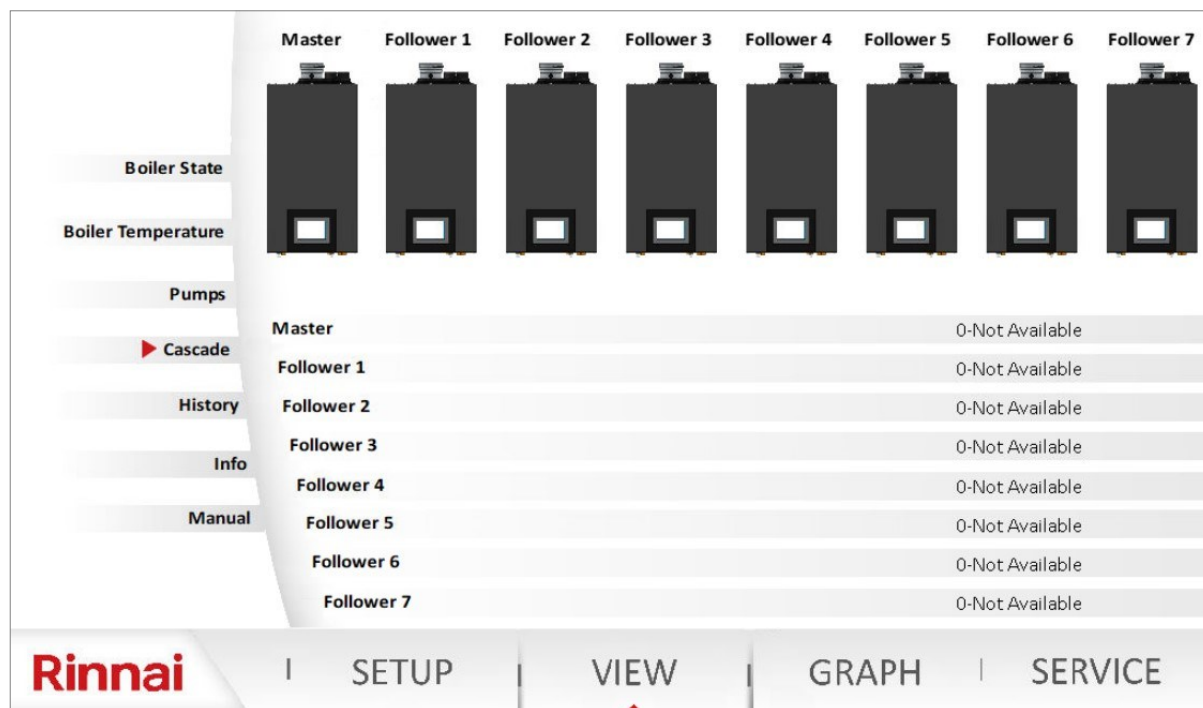 Master Follower 1 Follower 2 Follower 3 Follower 4 Follower 5 Follower 6 Follower 7
Boiler State
Boiler Temperature
Pumps
Cascade
History
Info
Manual
Master 0-Not Available
Follower 1 0-Not Available
Follower 2 0-Not Available
Follower 3 0-Not Available
Follower 4 0-Not Available
Follower 5 0-Not Available
Follower 6 0-Not Available
Follower 7 0-Not Available
Rinnai SETUP VIEW GRAPH SERVICE